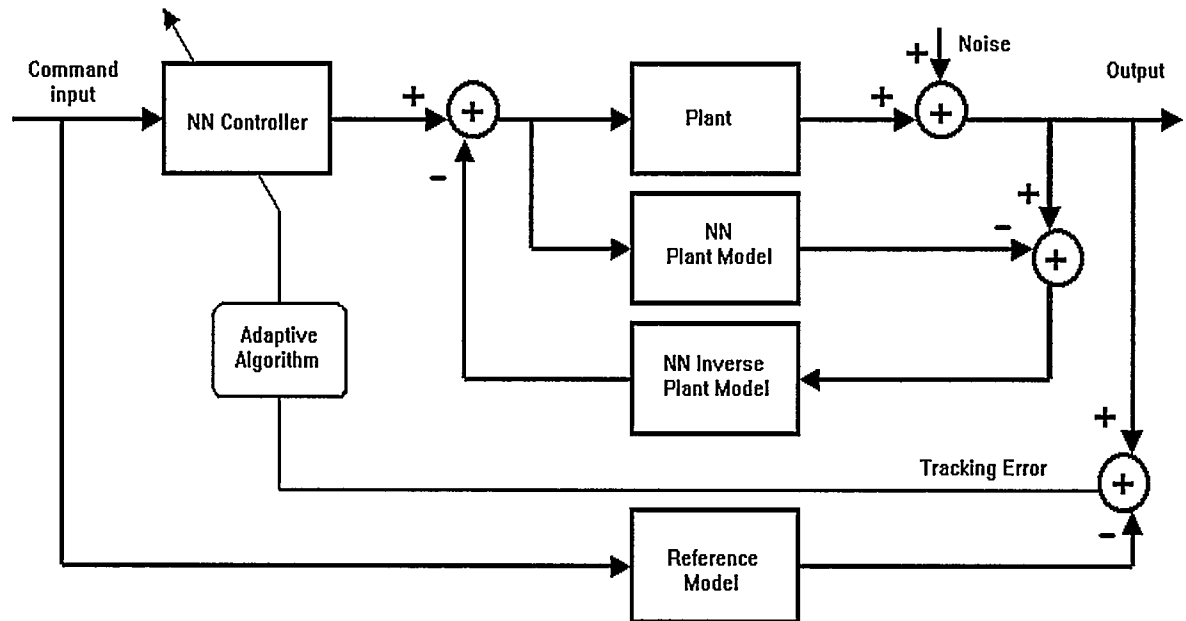 Command
input
NN Controller
+
+
-
Plant
+
+
Noise
+
Output
NN
Plant Model
-
+
+
Adaptive
Algorithm
NN Inverse
Plant Model
Tracking Error
+
+
-
Reference
Model